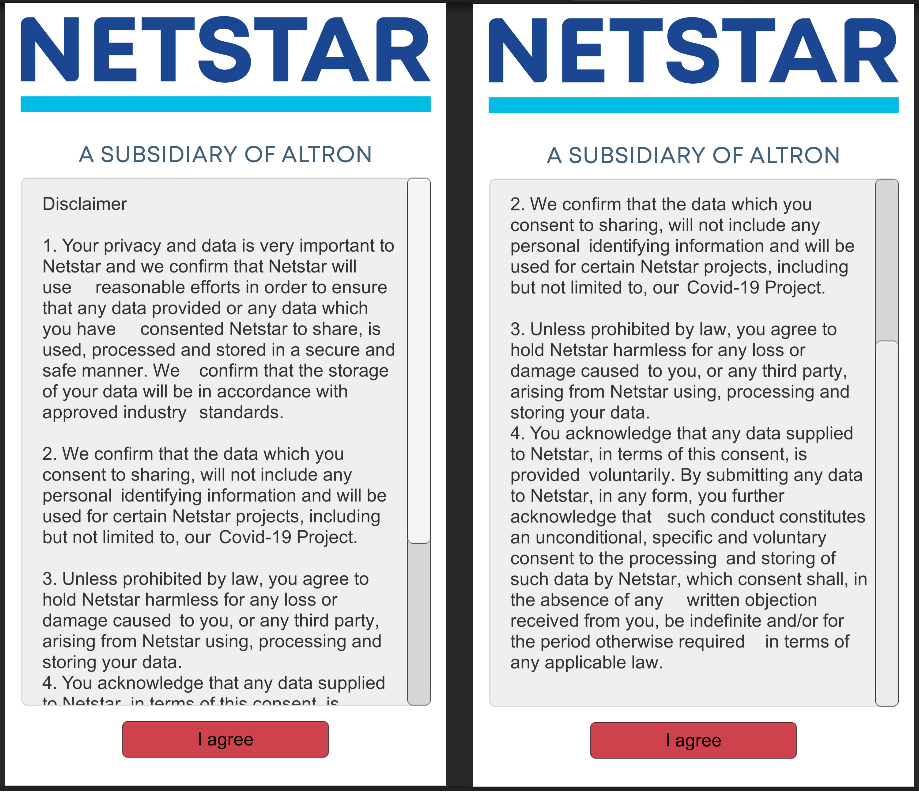 NETSTAR
A SUBSIDIARY OF ALTRON
Disclaimer
1. Your privacy and data is very important to
Netstar and we confirm that Netstar will
use reasonable efforts in order to ensure
that any data provided or any data which
you have consented Netstar to share, is
used, processed and stored in a secure and
safe manner. We confirm that the storage
of your data will be in accordance with
approved industry standards.
2. We confirm that the data which you
consent to sharing, will not include any
personal identifying information and will be
used for certain Netstar projects, including
but not limited to, our Covid-19 Project.
3. Unless prohibited by law, you agree to
hold Netstar harmless for any loss or
damage caused to you, or any third party,
arising from Netstar using, processing and
storing your data.
4. You acknowledge that any data supplied
to Netstar, in terms of this consent, is
I agree
NETSTAR
A SUBSIDIARY OF ALTRON
2. We confirm that the data which you
consent to sharing, will not include any
personal identifying information and will be
used for certain Netstar projects, including
but not limited to, our Covid-19 Project.
3. Unless prohibited by law, you agree to
hold Netstar harmless for any loss or
damage caused to you, or any third party,
arising from Netstar using, processing and
storing your data.
4. You acknowledge that any data supplied
to Netstar, in terms of this consent, is
provided voluntarily. By submitting any data
to Netstar, in any form, you further
acknowledge that such conduct constitutes
an unconditional, specific and voluntary
consent to the processing and storing of
such data by Netstar, which consent shall, in
the absence of any written objection
received from you, be indefinite and/or for
the period otherwise required in terms of
any applicable law.
I agree